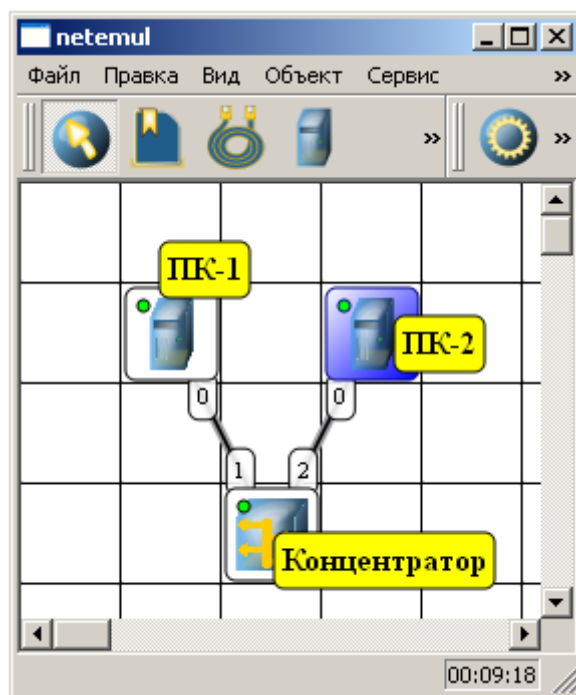 netemul
Файл Правка Вид Объект Сервис »
» »
ПК-1
ПК-2
0 0
1 2
Концентратор
00:09:18